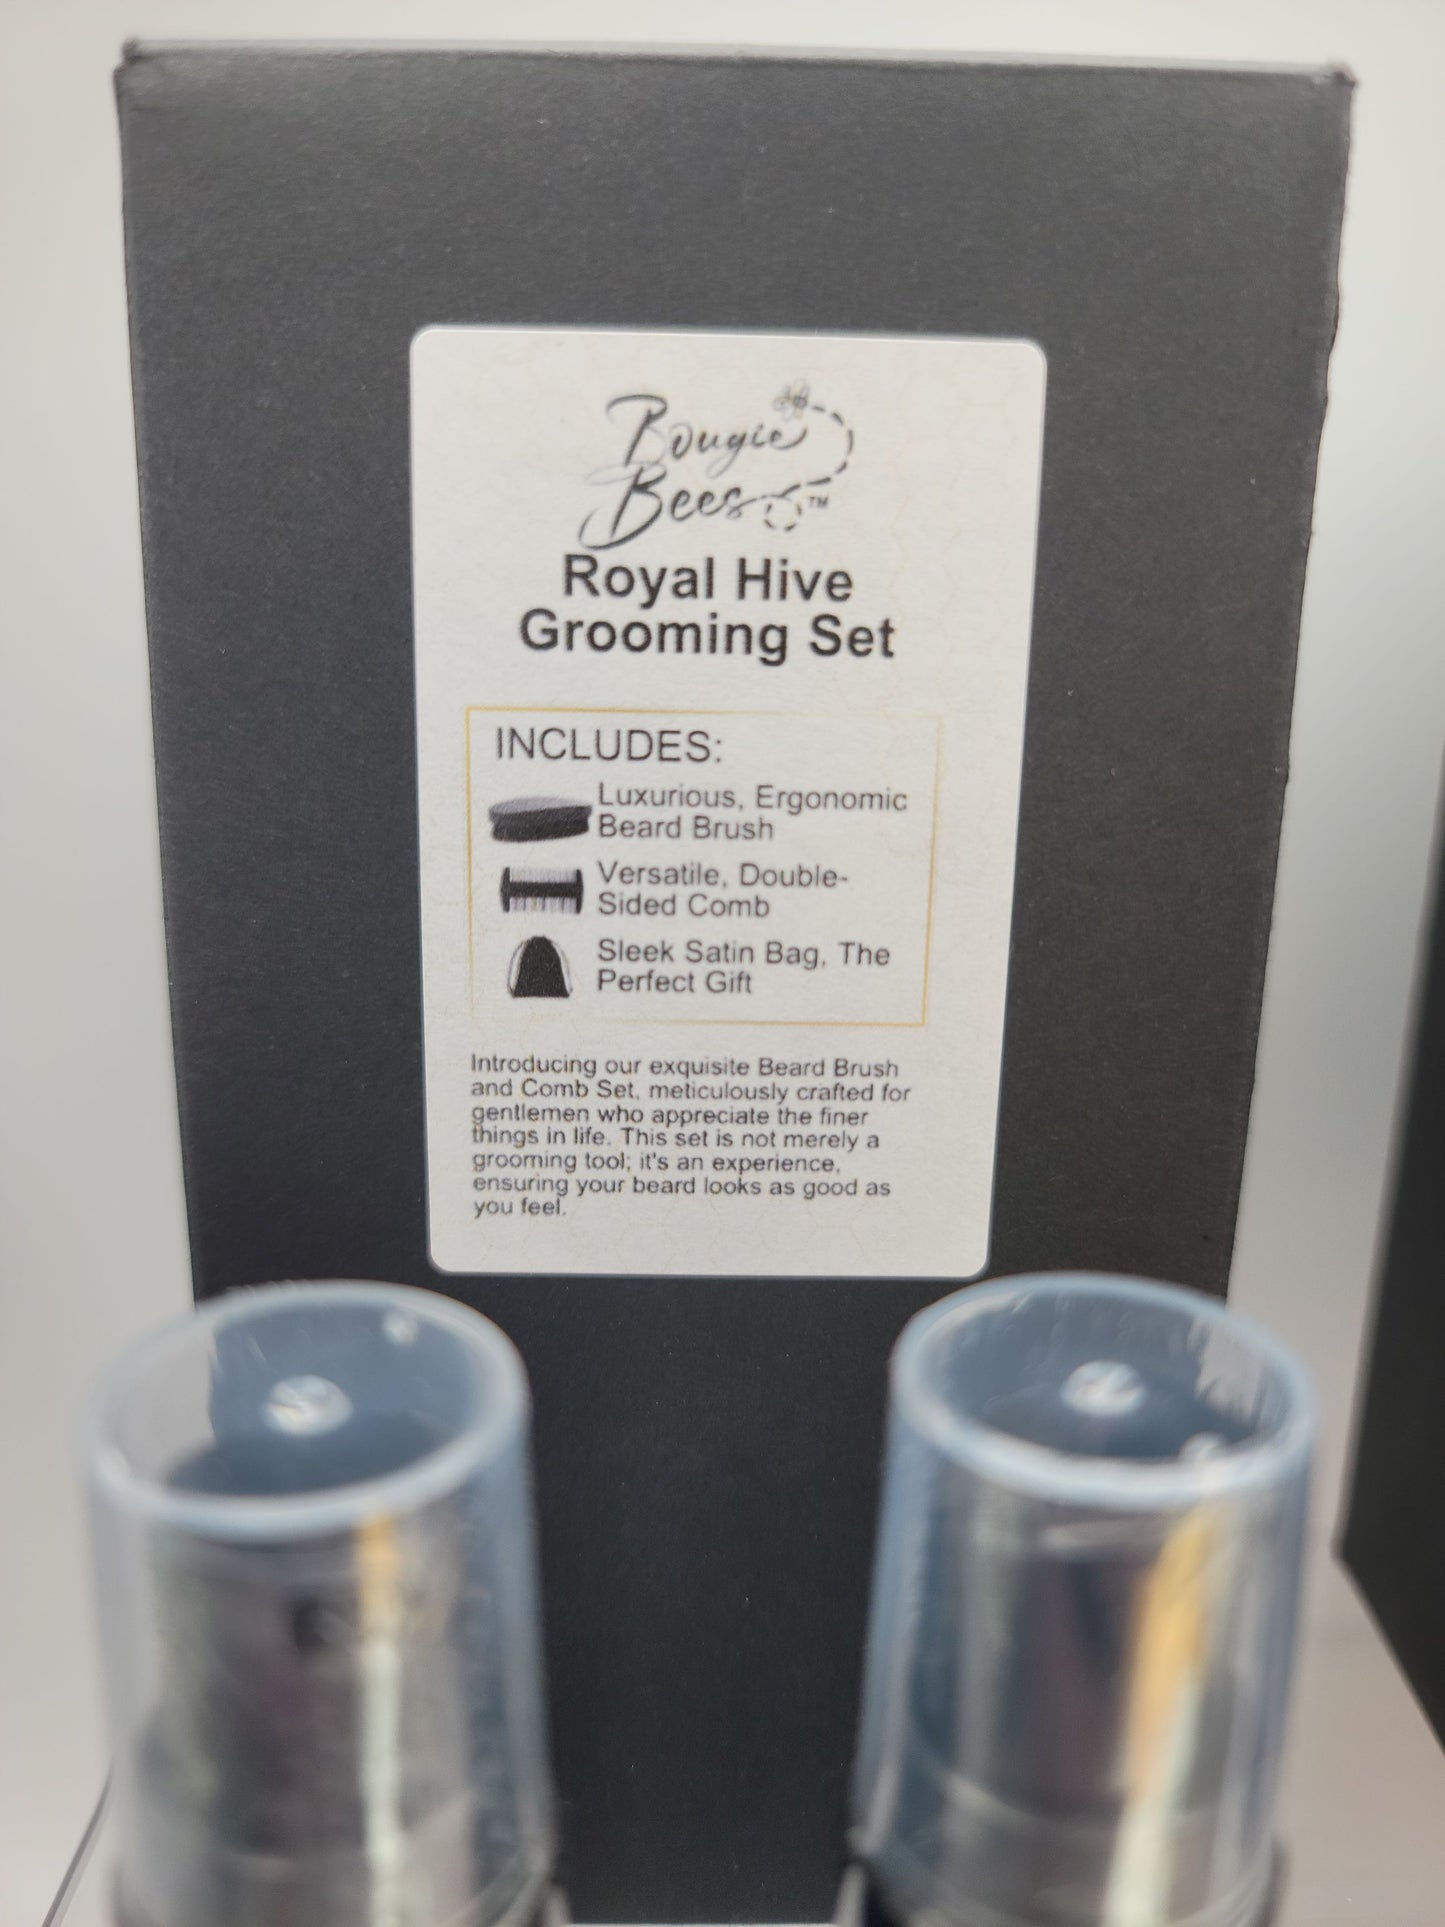 Bougie
Bees™
Royal Hive
Grooming Set
INCLUDES:
Luxurious, Ergonomic
Beard Brush
Versatile, Double-
Sided Comb
Sleek Satin Bag, The
Perfect Gift
Introducing our exquisite Beard Brush
and Comb Set, meticulously crafted for
gentlemen who appreciate the finer
things in life. This set is not merely a
grooming tool; it's an experience,
ensuring your beard looks as good as
you feel.